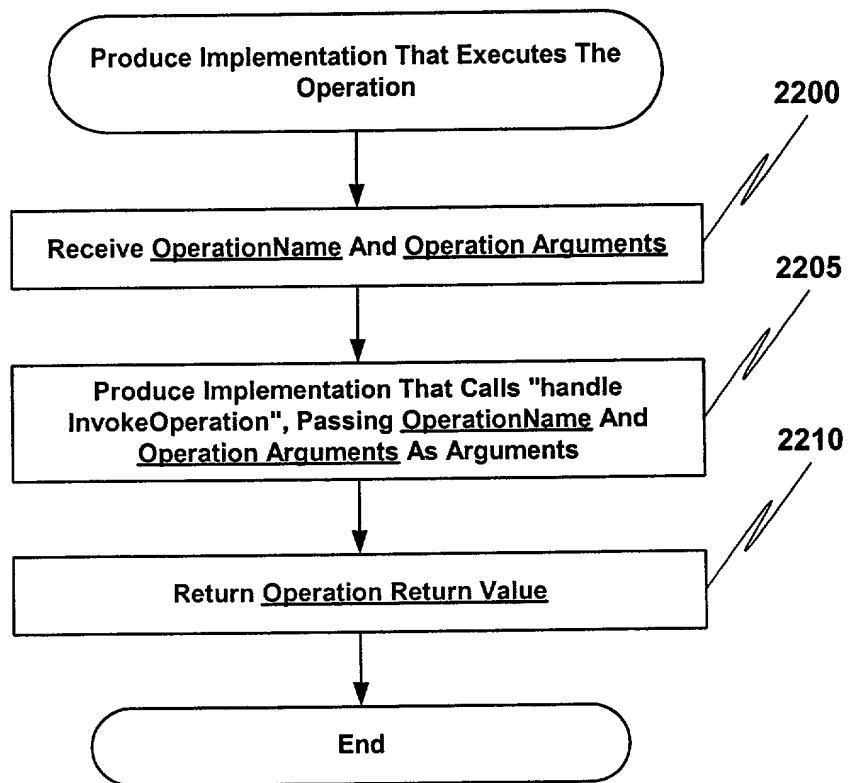 Produce Implementation That Executes The
Operation
2200
Receive OperationName And Operation Arguments
2205
Produce Implementation That Calls "handle
InvokeOperation", Passing OperationName And
Operation Arguments As Arguments
2210
Return Operation Return Value
End